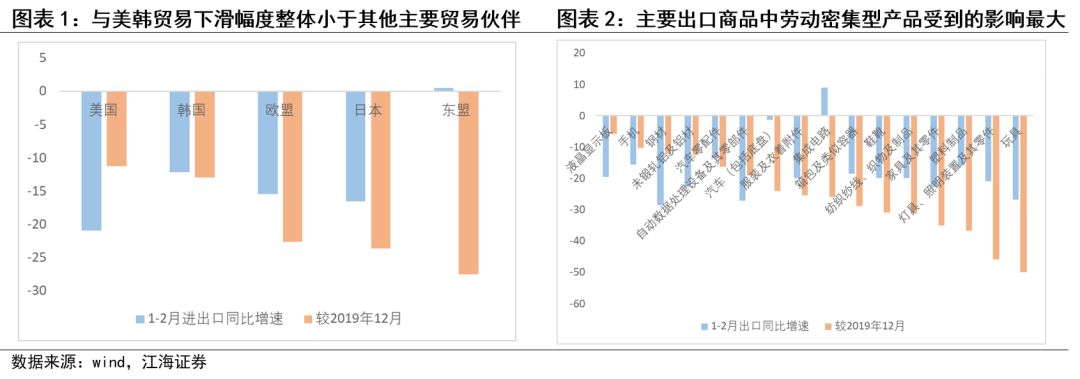 图表1：与美韩贸易下滑幅度整体小于其他主要贸易伙伴
5
0
-5
-10
-15
-20
-25
-30
美国
韩国
欧盟
日本
东盟
1-2月进出口同比增速
较2019年12月
图表2：主要出口商品中劳动密集型产品受到的影响最大
20
10
0
-10
-20
-30
-40
-50
-60
液晶显示板
手机
钢材
未锻轧铝及铝材
汽车零配件
自动数据处理设备及其零部件
汽车（包括底盘）
服装及衣着附件
集成电路
箱包及类似容器
鞋靴
纺织纱线、织物及制品
家具及其零件
塑料制品
灯具、照明装置及其零件
玩具
1-2月出口同比增速
较2019年12月
数据来源：wind，江海证券